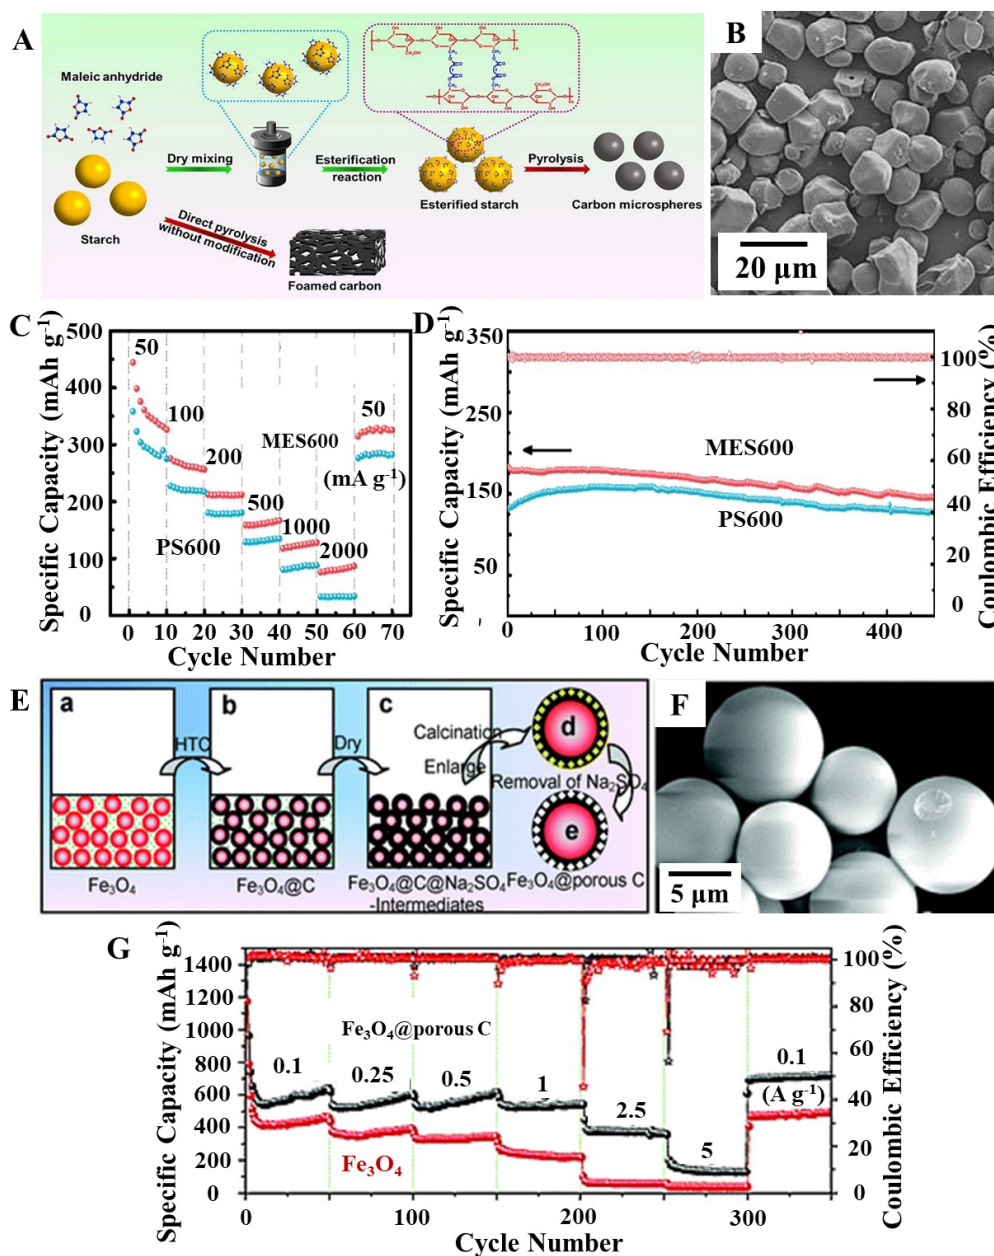 A
Maleic anhydride
Starch
Dry mixing
Esterification
reaction
Esterified starch
Pyrolysis
Carbon microspheres
Direct pyrolysis
without modification
Foamed carbon
B
20 µm
C
Specific Capacity (mAh g⁻¹)
500
400
300
200
100
0
50
100
200
500
1000
2000
50
MES600
(mA g⁻¹)
PS600
0 10 20 30 40 50 60 70
Cycle Number
D
Specific Capacity (mAh g⁻¹)
350
250
150
50
MES600
PS600
0 100 200 300 400
Cycle Number
100
80
60
40
20
0
Coulombic Efficiency (%)
E
a
b
c
d
e
HTC
Dry
Calcination
Enlarge
Removal of Na₂SO₄
Fe₃O₄
Fe₃O₄@C
Fe₃O₄@C@Na₂SO₄
-Intermediates
Fe₃O₄@porous C
F
5 µm
G
Specific Capacity (mAh g⁻¹)
1400
1200
1000
800
600
400
200
0
Fe₃O₄@porous C
0.1
0.25
0.5
1
2.5
5
0.1
(A g⁻¹)
Fe₃O₄
0 100 200 300
Cycle Number
100
80
60
40
20
0
Coulombic Efficiency (%)